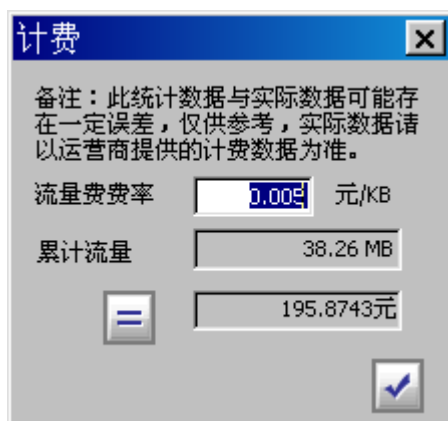 计费
备注：此统计数据与实际数据可能存
在一定误差，仅供参考，实际数据请
以运营商提供的计费数据为准。
流量费费率 0.005 元/KB
累计流量 38.26 MB
= 195.8743元